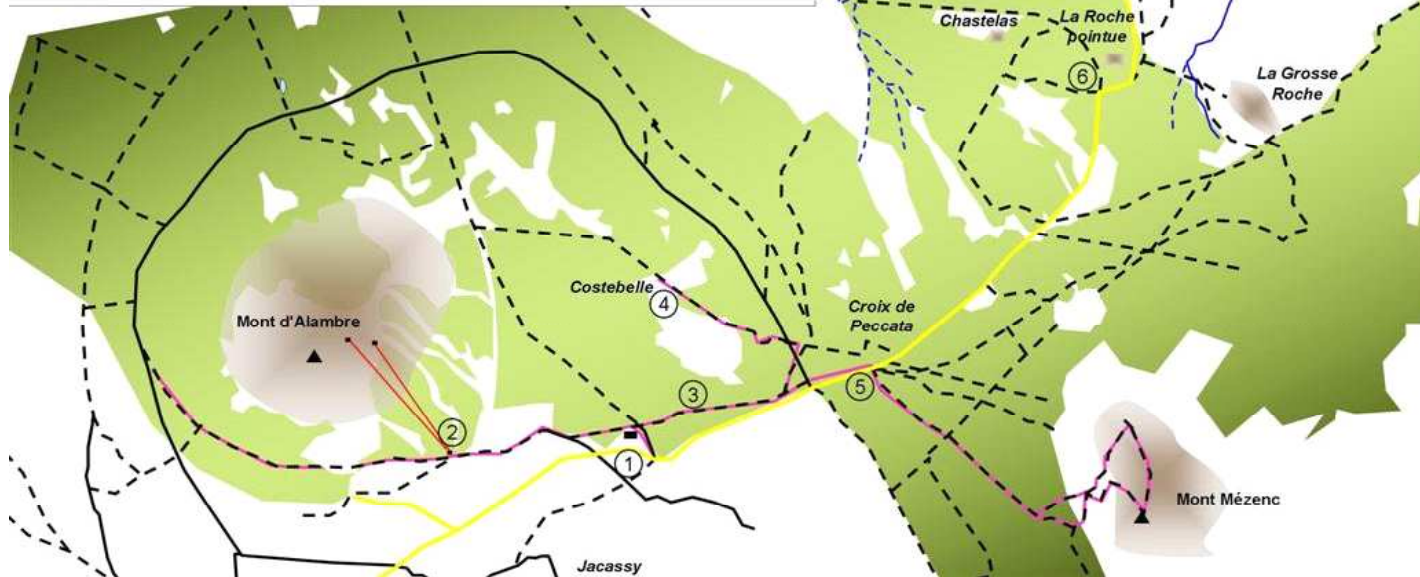 Chastelas
La Roche
pointue
6
La Grosse
Roche
Costebelle
4
Croix de
Peccata
Mont d'Alambre
3
5
2
1
Mont Mézenc
Jacassy